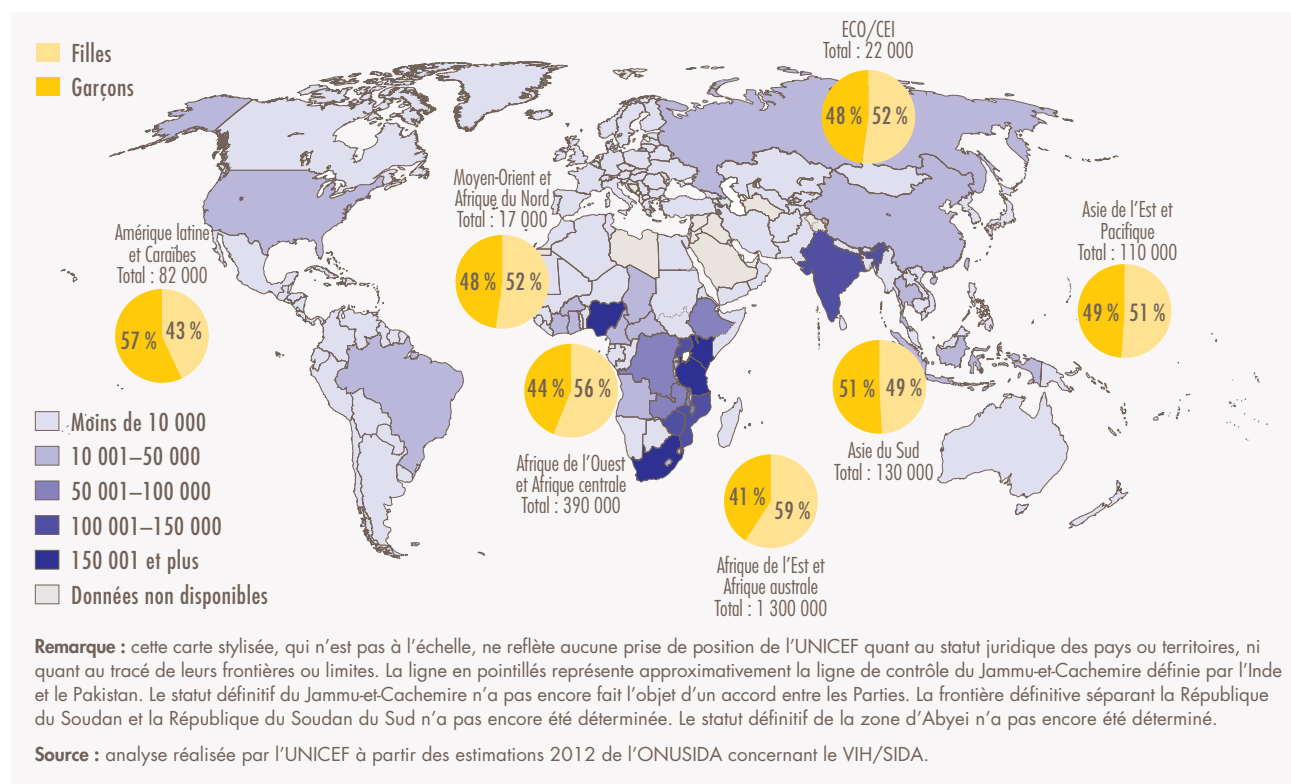 Filles
Garçons
ECO/CEI
Total : 22 000
48 %
52 %
Moyen-Orient et
Afrique du Nord
Total : 17 000
48 %
52 %
Amérique latine
et Caraïbes
Total : 82 000
57 %
43 %
Asie de l’Est et
Pacifique
Total : 110 000
49 %
51 %
44 %
56 %
Afrique de l’Ouest
et Afrique centrale
Total : 390 000
51 %
49 %
Asie du Sud
Total : 130 000
41 %
59 %
Afrique de l’Est et
Afrique australe
Total : 1 300 000
Moins de 10 000
10 001–50 000
50 001–100 000
100 001–150 000
150 001 et plus
Données non disponibles
Remarque : cette carte stylisée, qui n’est pas à l’échelle, ne reflète aucune prise de position de l’UNICEF quant au statut juridique des pays ou territoires, ni
quant au tracé de leurs frontières ou limites. La ligne en pointillés représente approximativement la ligne de contrôle du Jammu-et-Cachemire définie par l’Inde
et le Pakistan. Le statut définitif du Jammu-et-Cachemire n’a pas encore fait l’objet d’un accord entre les Parties. La frontière définitive séparant la République
du Soudan et la République du Soudan du Sud n’a pas encore été déterminée. Le statut définitif de la zone d’Abyei n’a pas encore été déterminé.
Source : analyse réalisée par l’UNICEF à partir des estimations 2012 de l’ONUSIDA concernant le VIH/SIDA.